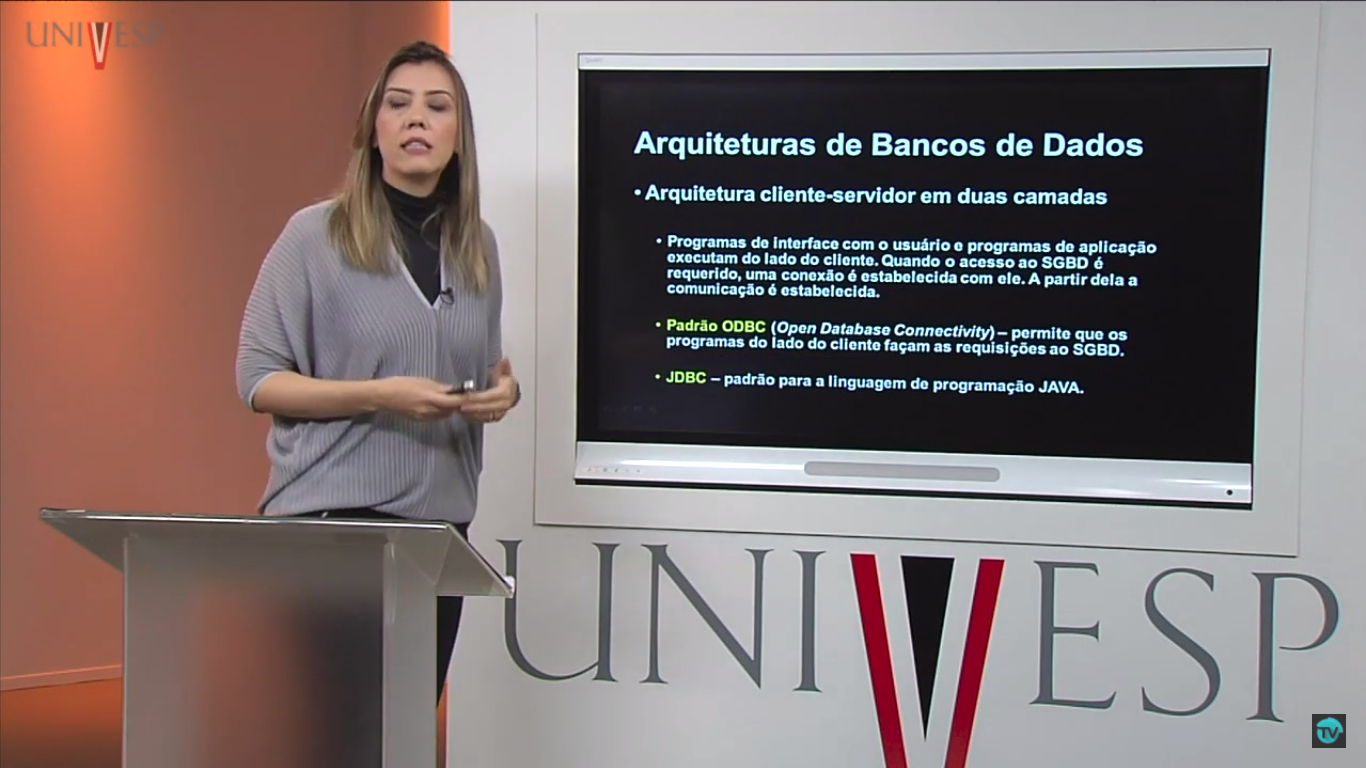 UNIVESP
Arquiteturas de Bancos de Dados
• Arquitetura cliente-servidor em duas camadas
• Programas de interface com o usuário e programas de aplicação
executam do lado do cliente. Quando o acesso ao SGBD é
requerido, uma conexão é estabelecida com ele. A partir dela a
comunicação é estabelecida.
• Padrão ODBC (Open Database Connectivity) – permite que os
programas do lado do cliente façam as requisições ao SGBD.
• JDBC – padrão para a linguagem de programação JAVA.
UNIVESP
TV